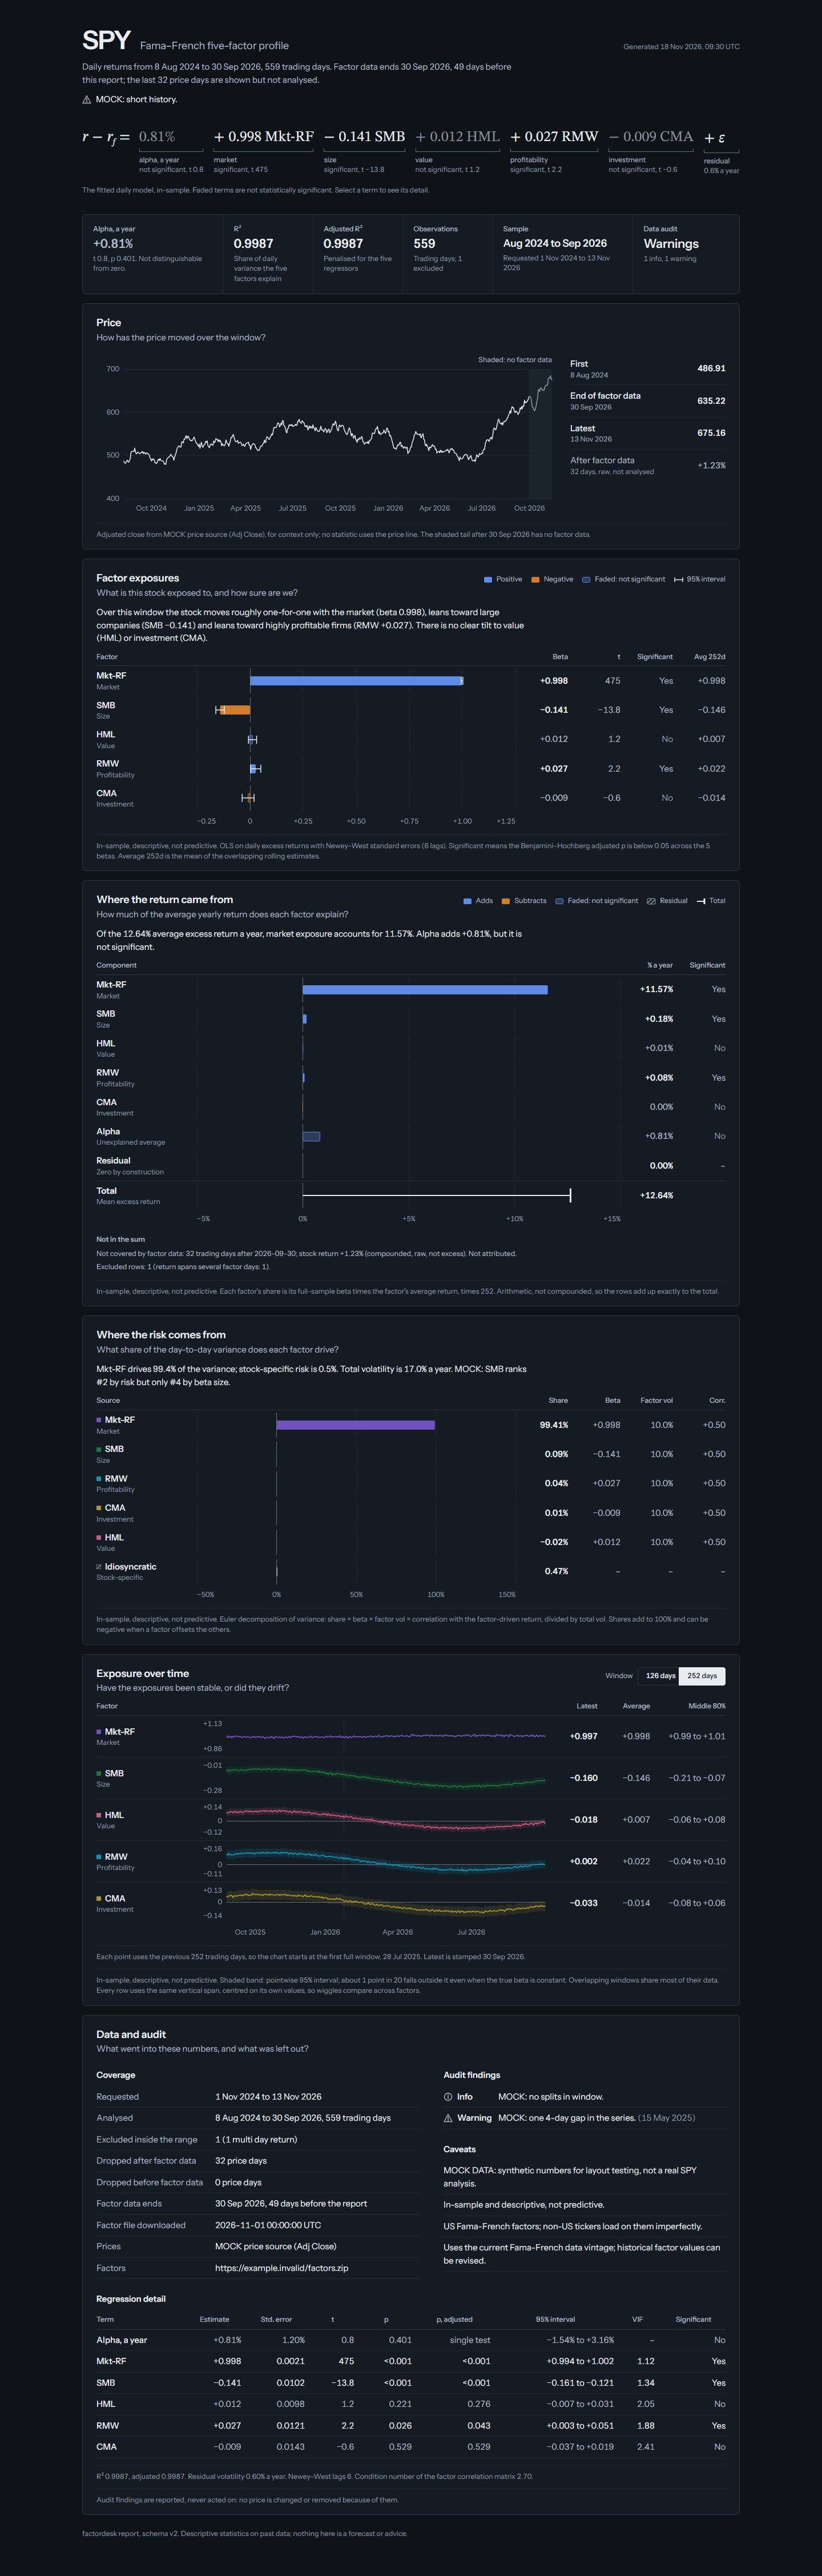 SPY Fama–French five-factor profile
Generated 18 Nov 2026, 09:30 UTC
Daily returns from 8 Aug 2024 to 30 Sep 2026, 559 trading days. Factor data ends 30 Sep 2026, 49 days before
this report; the last 32 price days are shown but not analysed.
MOCK: short history.
r − rf = 0.81% + 0.998 Mkt-RF − 0.141 SMB + 0.012 HML + 0.027 RMW − 0.009 CMA + ε
alpha, a year market size value profitability investment residual
not significant, t 0.8 significant, t 475 significant, t −13.8 not significant, t 1.2 significant, t 2.2 not significant, t −0.6 0.6% a year
The fitted daily model, in-sample. Faded terms are not statistically significant. Select a term to see its detail.
Alpha, a year R² Adjusted R² Observations Sample Data audit
+0.81% 0.9987 0.9987 559 Aug 2024 to Sep 2026 Warnings
t 0.8, p 0.401. Not distinguishable Share of daily Penalised for the five Trading days; 1 Requested 1 Nov 2024 to 13 Nov 1 info, 1 warning
from zero. variance the five regressors excluded 2026
factors explain
Price
How has the price moved over the window?
Shaded: no factor data
700
600
500
400
Oct 2024 Jan 2025 Apr 2025 Jul 2025 Oct 2025 Jan 2026 Apr 2026 Jul 2026 Oct 2026
First 486.91
8 Aug 2024
End of factor data 635.22
30 Sep 2026
Latest 675.16
13 Nov 2026
After factor data +1.23%
32 days, raw, not analysed
Adjusted close from MOCK price source (Adj Close), for context only; no statistic uses the price line. The shaded tail after 30 Sep 2026 has no factor data.
Factor exposures
Positive Negative Faded: not significant 95% interval
What is this stock exposed to, and how sure are we?
Over this window the stock moves roughly one-for-one with the market (beta 0.998), leans toward large
companies (SMB −0.141) and leans toward highly profitable firms (RMW +0.027). There is no clear tilt to value
(HML) or investment (CMA).
Factor Beta t Significant Avg 252d
Mkt-RF +0.998 475 Yes +0.998
Market
SMB −0.141 −13.8 Yes −0.146
Size
HML +0.012 1.2 No +0.007
Value
RMW +0.027 2.2 Yes +0.022
Profitability
CMA −0.009 −0.6 No −0.014
Investment
−0.25 0 +0.25 +0.50 +0.75 +1.00 +1.25
In-sample, descriptive, not predictive. OLS on daily excess returns with Newey–West standard errors (6 lags). Significant means the Benjamini–Hochberg adjusted p is below 0.05 across the 5
betas. Average 252d is the mean of the overlapping rolling estimates.
Where the return came from
Adds Subtracts Faded: not significant Residual Total
How much of the average yearly return does each factor explain?
Of the 12.64% average excess return a year, market exposure accounts for 11.57%. Alpha adds +0.81%, but it is
not significant.
Component % a year Significant
Mkt-RF +11.57% Yes
Market
SMB +0.18% Yes
Size
HML +0.01% No
Value
RMW +0.08% Yes
Profitability
CMA 0.00% No
Investment
Alpha +0.81% No
Unexplained average
Residual 0.00% –
Zero by construction
Total +12.64%
Mean excess return
−5% 0% +5% +10% +15%
Not in the sum
Not covered by factor data: 32 trading days after 2026-09-30; stock return +1.23% (compounded, raw, not excess). Not attributed.
Excluded rows: 1 (return spans several factor days: 1).
In-sample, descriptive, not predictive. Each factor's share is its full-sample beta times the factor's average return, times 252. Arithmetic, not compounded, so the rows add up exactly to the total.
Where the risk comes from
What share of the day-to-day variance does each factor drive?
Mkt-RF drives 99.4% of the variance; stock-specific risk is 0.5%. Total volatility is 17.0% a year. MOCK: SMB ranks
#2 by risk but only #4 by beta size.
Source Share Beta Factor vol Corr.
Mkt-RF 99.41% +0.998 10.0% +0.50
Market
SMB 0.09% −0.141 10.0% +0.50
Size
RMW 0.04% +0.027 10.0% +0.50
Profitability
CMA 0.01% −0.009 10.0% +0.50
Investment
HML −0.02% +0.012 10.0% +0.50
Value
Idiosyncratic 0.47% – – –
Stock-specific
−50% 0% 50% 100% 150%
In-sample, descriptive, not predictive. Euler decomposition of variance: share = beta × factor vol × correlation with the factor-driven return, divided by total vol. Shares add to 100% and can be
negative when a factor offsets the others.
Exposure over time
Window 126 days 252 days
Have the exposures been stable, or did they drift?
Factor Latest Average Middle 80%
+1.13
Mkt-RF +0.997 +0.998 +0.99 to +1.01
Market
+0.86
−0.01
SMB −0.160 −0.146 −0.21 to −0.07
Size
−0.28
+0.14
HML 0 −0.018 +0.007 −0.06 to +0.08
Value
−0.12
+0.16
RMW +0.002 +0.022 −0.04 to +0.10
0
Profitability
−0.11
+0.13
CMA 0 −0.033 −0.014 −0.08 to +0.06
Investment
−0.14
Oct 2025 Jan 2026 Apr 2026 Jul 2026
Each point uses the previous 252 trading days, so the chart starts at the first full window, 28 Jul 2025. Latest is stamped 30 Sep 2026.
In-sample, descriptive, not predictive. Shaded band: pointwise 95% interval; about 1 point in 20 falls outside it even when the true beta is constant. Overlapping windows share most of their data.
Every row uses the same vertical span, centred on its own values, so wiggles compare across factors.
Data and audit
What went into these numbers, and what was left out?
Coverage
Requested 1 Nov 2024 to 13 Nov 2026
Analysed 8 Aug 2024 to 30 Sep 2026, 559 trading days
Excluded inside the range 1 (1 multi day return)
Dropped after factor data 32 price days
Dropped before factor data 0 price days
Factor data ends 30 Sep 2026, 49 days before the report
Factor file downloaded 2026-11-01 00:00:00 UTC
Prices MOCK price source (Adj Close)
Factors https://example.invalid/factors.zip
Audit findings
Info MOCK: no splits in window.
Warning MOCK: one 4-day gap in the series. (15 May 2025)
Caveats
MOCK DATA: synthetic numbers for layout testing, not a real SPY
analysis.
In-sample and descriptive, not predictive.
US Fama-French factors; non-US tickers load on them imperfectly.
Uses the current Fama-French data vintage; historical factor values can
be revised.
Regression detail
Term Estimate Std. error t p p, adjusted 95% interval VIF Significant
Alpha, a year +0.81% 1.20% 0.8 0.401 single test −1.54% to +3.16% – No
Mkt-RF +0.998 0.0021 475 <0.001 <0.001 +0.994 to +1.002 1.12 Yes
SMB −0.141 0.0102 −13.8 <0.001 <0.001 −0.161 to −0.121 1.34 Yes
HML +0.012 0.0098 1.2 0.221 0.276 −0.007 to +0.031 2.05 No
RMW +0.027 0.0121 2.2 0.026 0.043 +0.003 to +0.051 1.88 Yes
CMA −0.009 0.0143 −0.6 0.529 0.529 −0.037 to +0.019 2.41 No
R² 0.9987, adjusted 0.9987. Residual volatility 0.60% a year. Newey–West lags 6. Condition number of the factor correlation matrix 2.70.
Audit findings are reported, never acted on: no price is changed or removed because of them.
factordesk report, schema v2. Descriptive statistics on past data; nothing here is a forecast or advice.